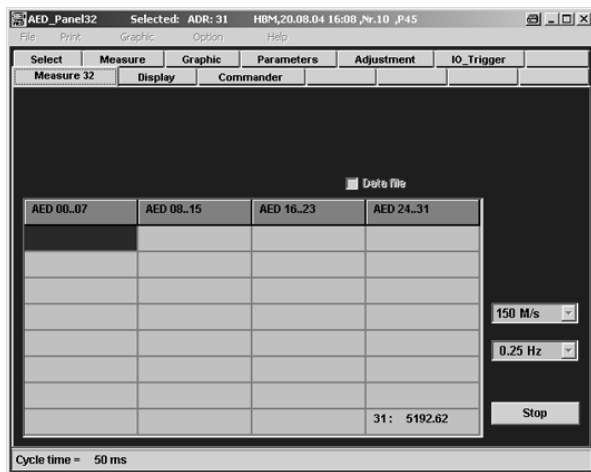 AED_Panel32 Selected: ADR: 31 HBM,20.08.04 16:08 ,Nr.10 ,P45
File Print Graphic Option Help
Select Measure Graphic Parameters Adjustment IO_Trigger
Measure 32 Display Commander
Data file
AED 00..07 AED 08..15 AED 16..23 AED 24..31
150 M/s
0.25 Hz
31: 5192.62
Stop
Cycle time = 50 ms